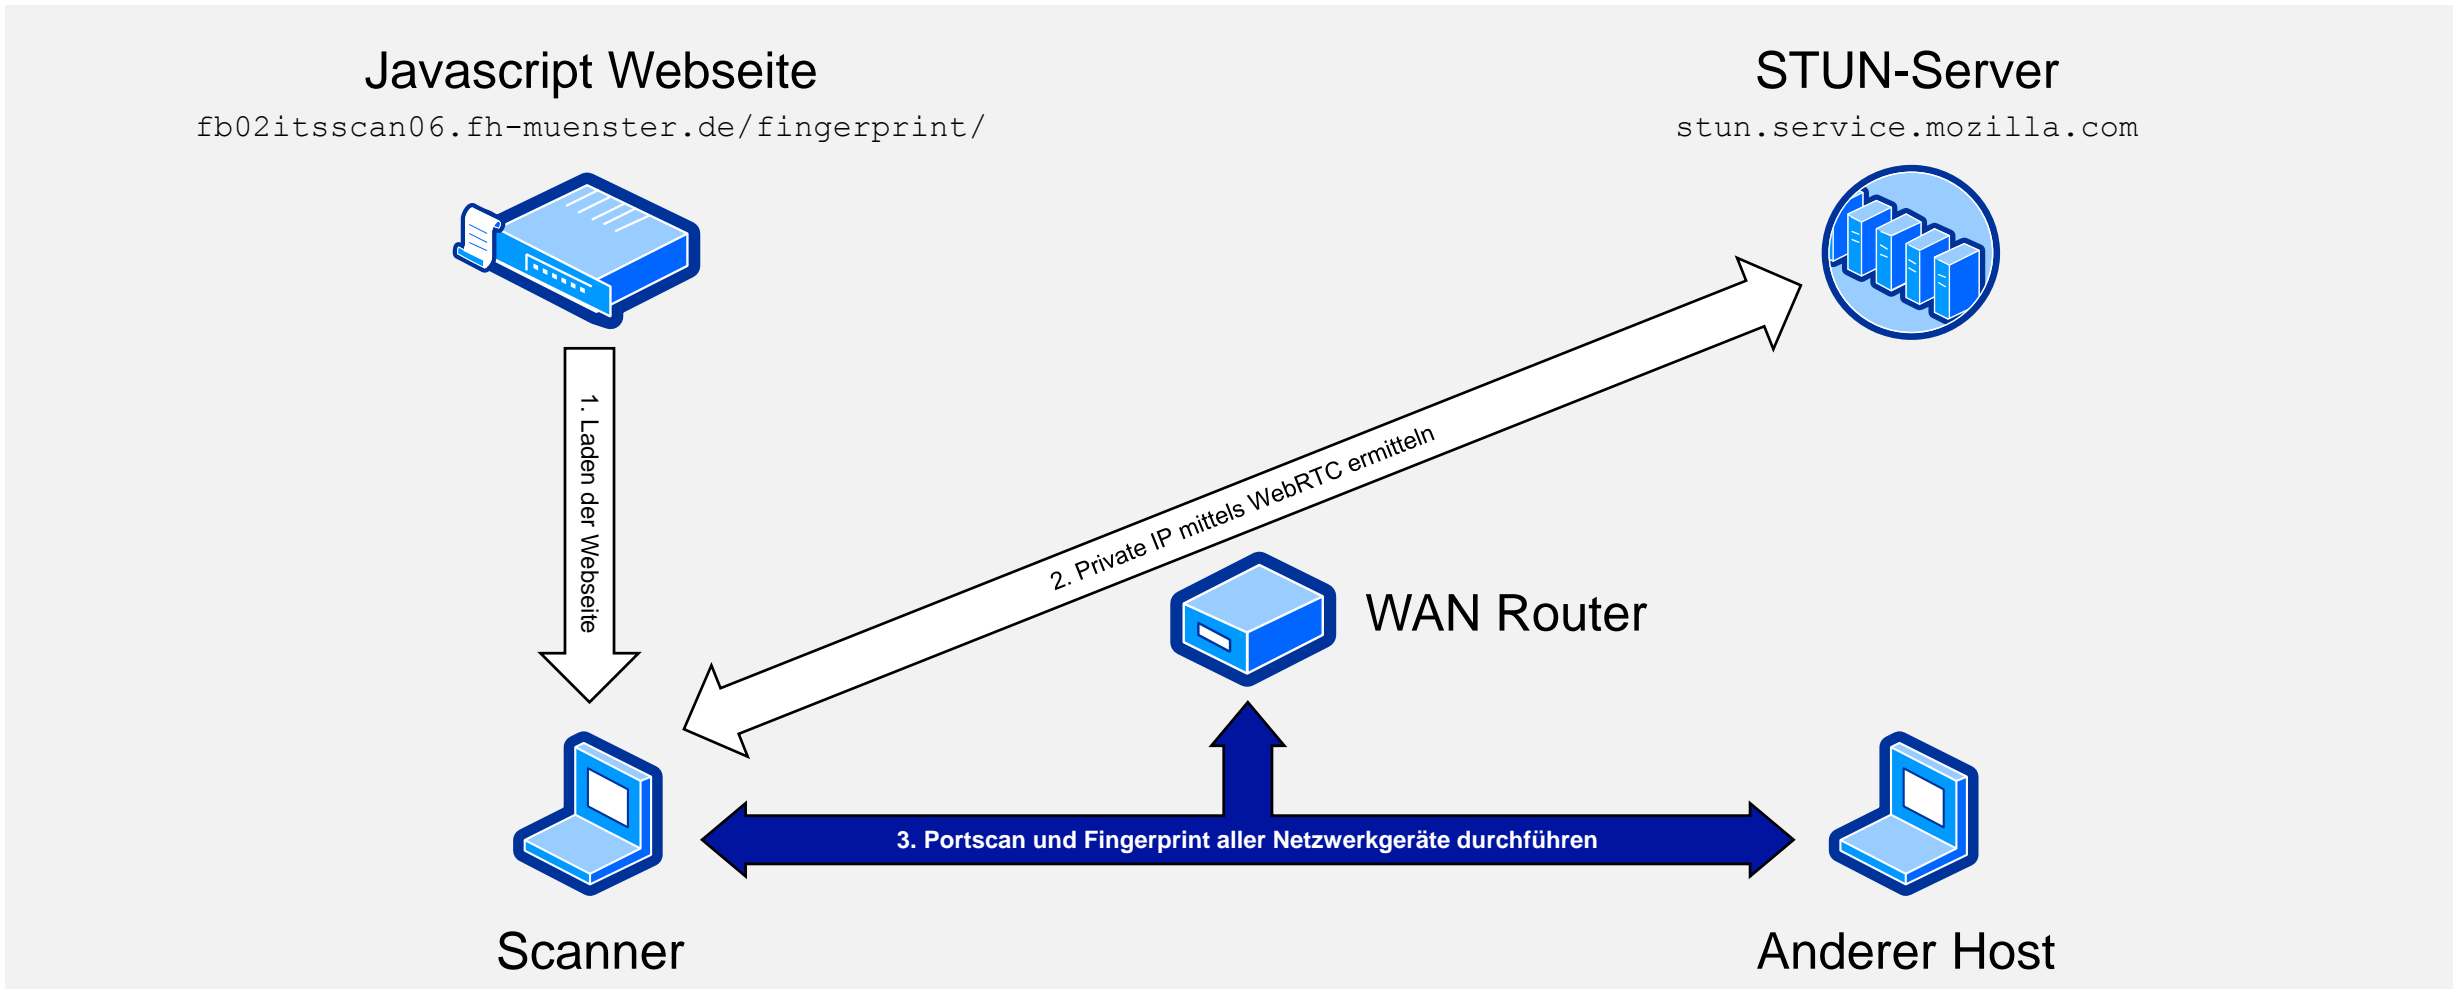 Javascript Webseite
fb02itsscan06.fh-muenster.de/fingerprint/
STUN-Server
stun.service.mozilla.com
1. Laden der Webseite
2. Private IP mittels WebRTC ermitteln
WAN Router
3. Portscan und Fingerprint aller Netzwerkgeräte durchführen
Scanner
Anderer Host